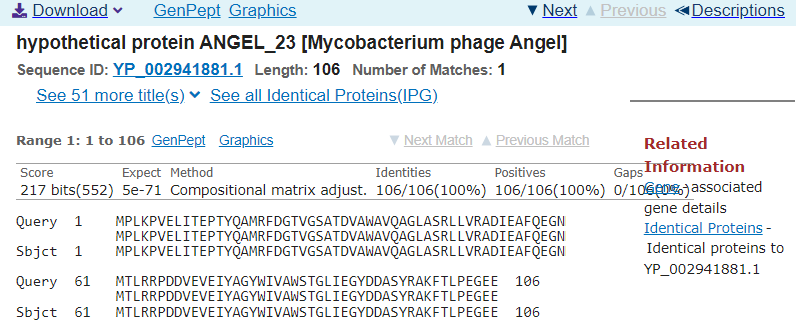 Download GenPept Graphics Next Previous Descriptions
hypothetical protein ANGEL_23 [Mycobacterium phage Angel]
Sequence ID: YP_002941881.1 Length: 106 Number of Matches: 1
See 51 more title(s) See all Identical Proteins(IPG)
Range 1: 1 to 106 GenPept Graphics Next Match Previous Match
Score Expect Method Identities Positives Gaps
217 bits(552) 5e-71 Compositional matrix adjust. 106/106(100%) 106/106(100%) 0/106(0%)
Query 1 MPLKPVELITEPTYQAMRFDGTVGSATDVAWAVQAGLASRLLVRADIEAFQEGN
MPLKPVELITEPTYQAMRFDGTVGSATDVAWAVQAGLASRLLVRADIEAFQEGN
Sbjct 1 MPLKPVELITEPTYQAMRFDGTVGSATDVAWAVQAGLASRLLVRADIEAFQEGN
Query 61 MTLRRPDDVEVEIYAGYWIVAWSTGLIEGYDDASYRAKFTLPEGEE 106
MTLRRPDDVEVEIYAGYWIVAWSTGLIEGYDDASYRAKFTLPEGEE
Sbjct 61 MTLRRPDDVEVEIYAGYWIVAWSTGLIEGYDDASYRAKFTLPEGEE 106
Related
Information
Gene - associated
gene details
Identical Proteins -
Identical proteins to
YP_002941881.1